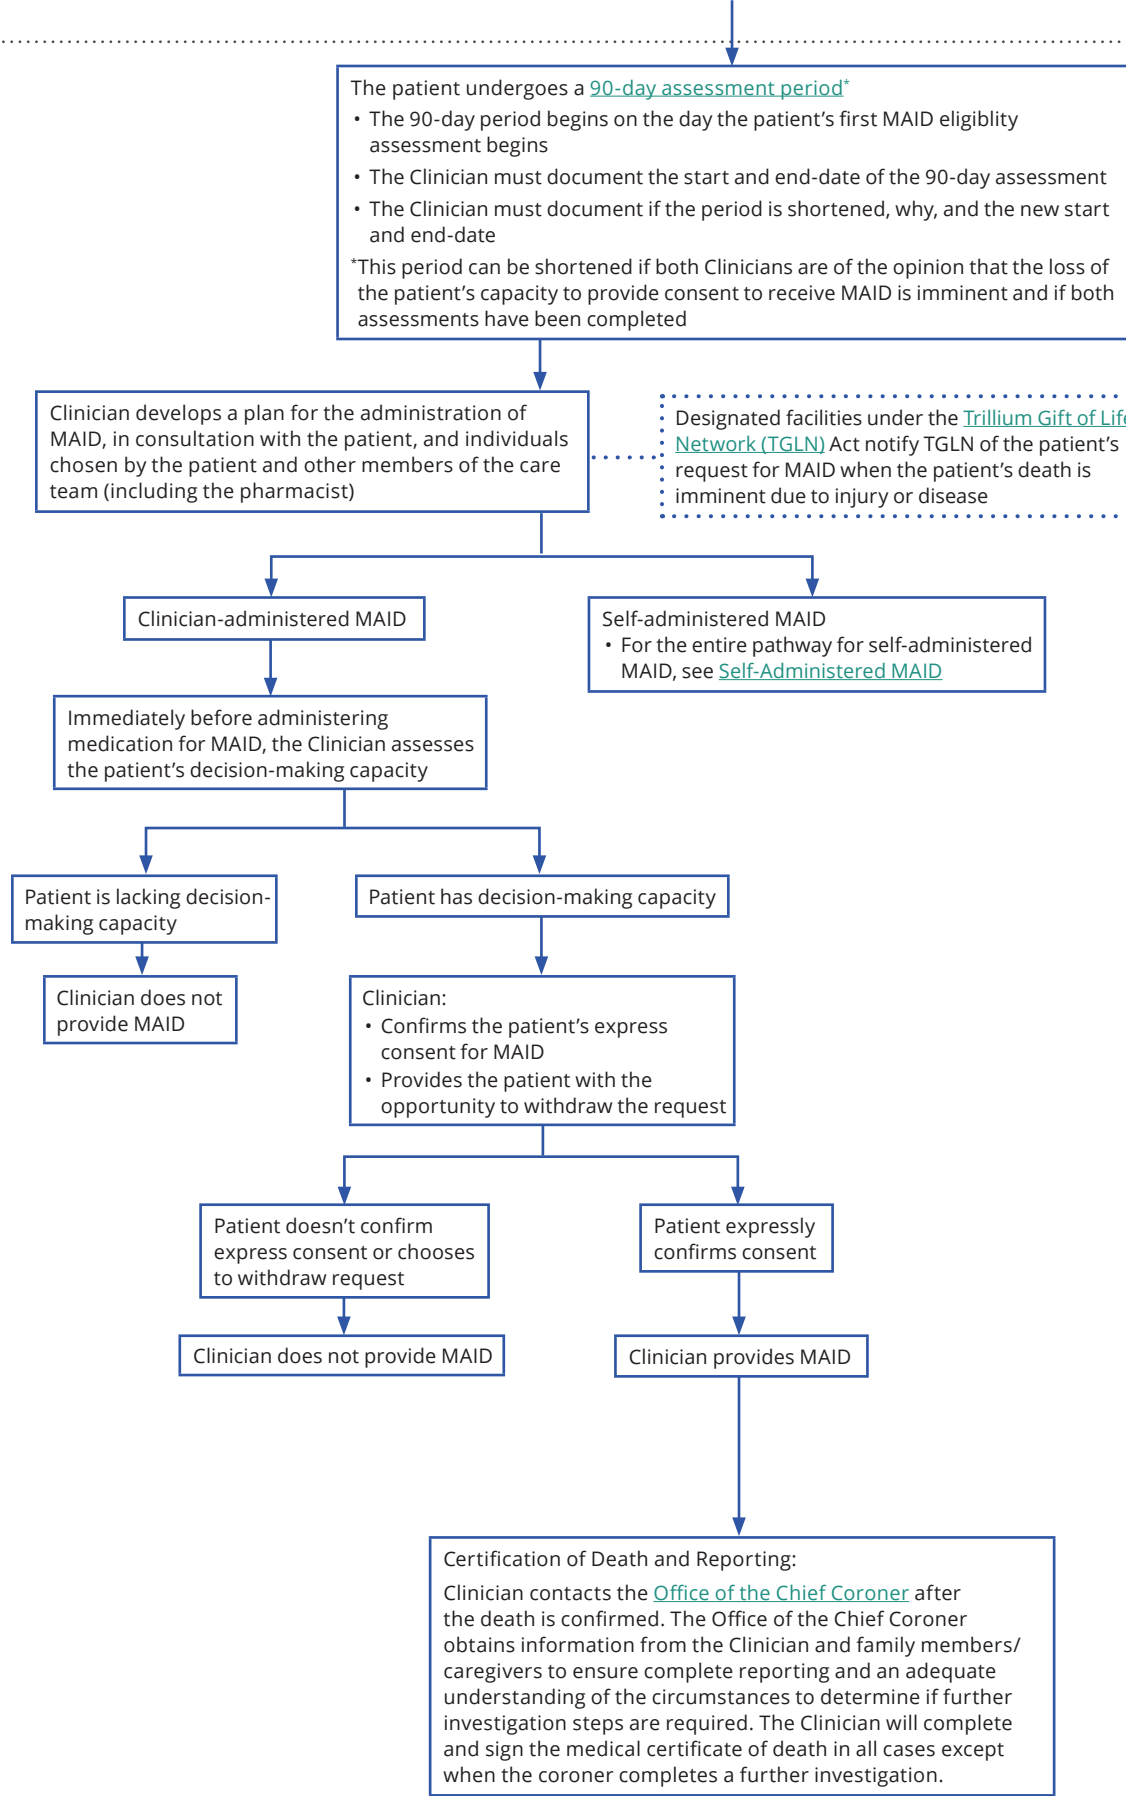 The patient undergoes a 90-day assessment period*
• The 90-day period begins on the day the patient's first MAID eligiblity
assessment begins
• The Clinician must document the start and end-date of the 90-day assessment
• The Clinician must document if the period is shortened, why, and the new start
and end-date
*This period can be shortened if both Clinicians are of the opinion that the loss of
the patient's capacity to provide consent to receive MAID is imminent and if both
assessments have been completed
Clinician develops a plan for the administration of
MAID, in consultation with the patient, and individuals
chosen by the patient and other members of the care
team (including the pharmacist)
Designated facilities under the Trillium Gift of Life
Network (TGLN) Act notify TGLN of the patient's
request for MAID when the patient's death is
imminent due to injury or disease
Clinician-administered MAID
Self-administered MAID
• For the entire pathway for self-administered
MAID, see Self-Administered MAID
Immediately before administering
medication for MAID, the Clinician assesses
the patient's decision-making capacity
Patient is lacking decision-
making capacity
Patient has decision-making capacity
Clinician does not
provide MAID
Clinician:
• Confirms the patient's express
consent for MAID
• Provides the patient with the
opportunity to withdraw the request
Patient doesn't confirm
express consent or chooses
to withdraw request
Patient expressly
confirms consent
Clinician does not provide MAID
Clinician provides MAID
Certification of Death and Reporting:
Clinician contacts the Office of the Chief Coroner after
the death is confirmed. The Office of the Chief Coroner
obtains information from the Clinician and family members/
caregivers to ensure complete reporting and an adequate
understanding of the circumstances to determine if further
investigation steps are required. The Clinician will complete
and sign the medical certificate of death in all cases except
when the coroner completes a further investigation.